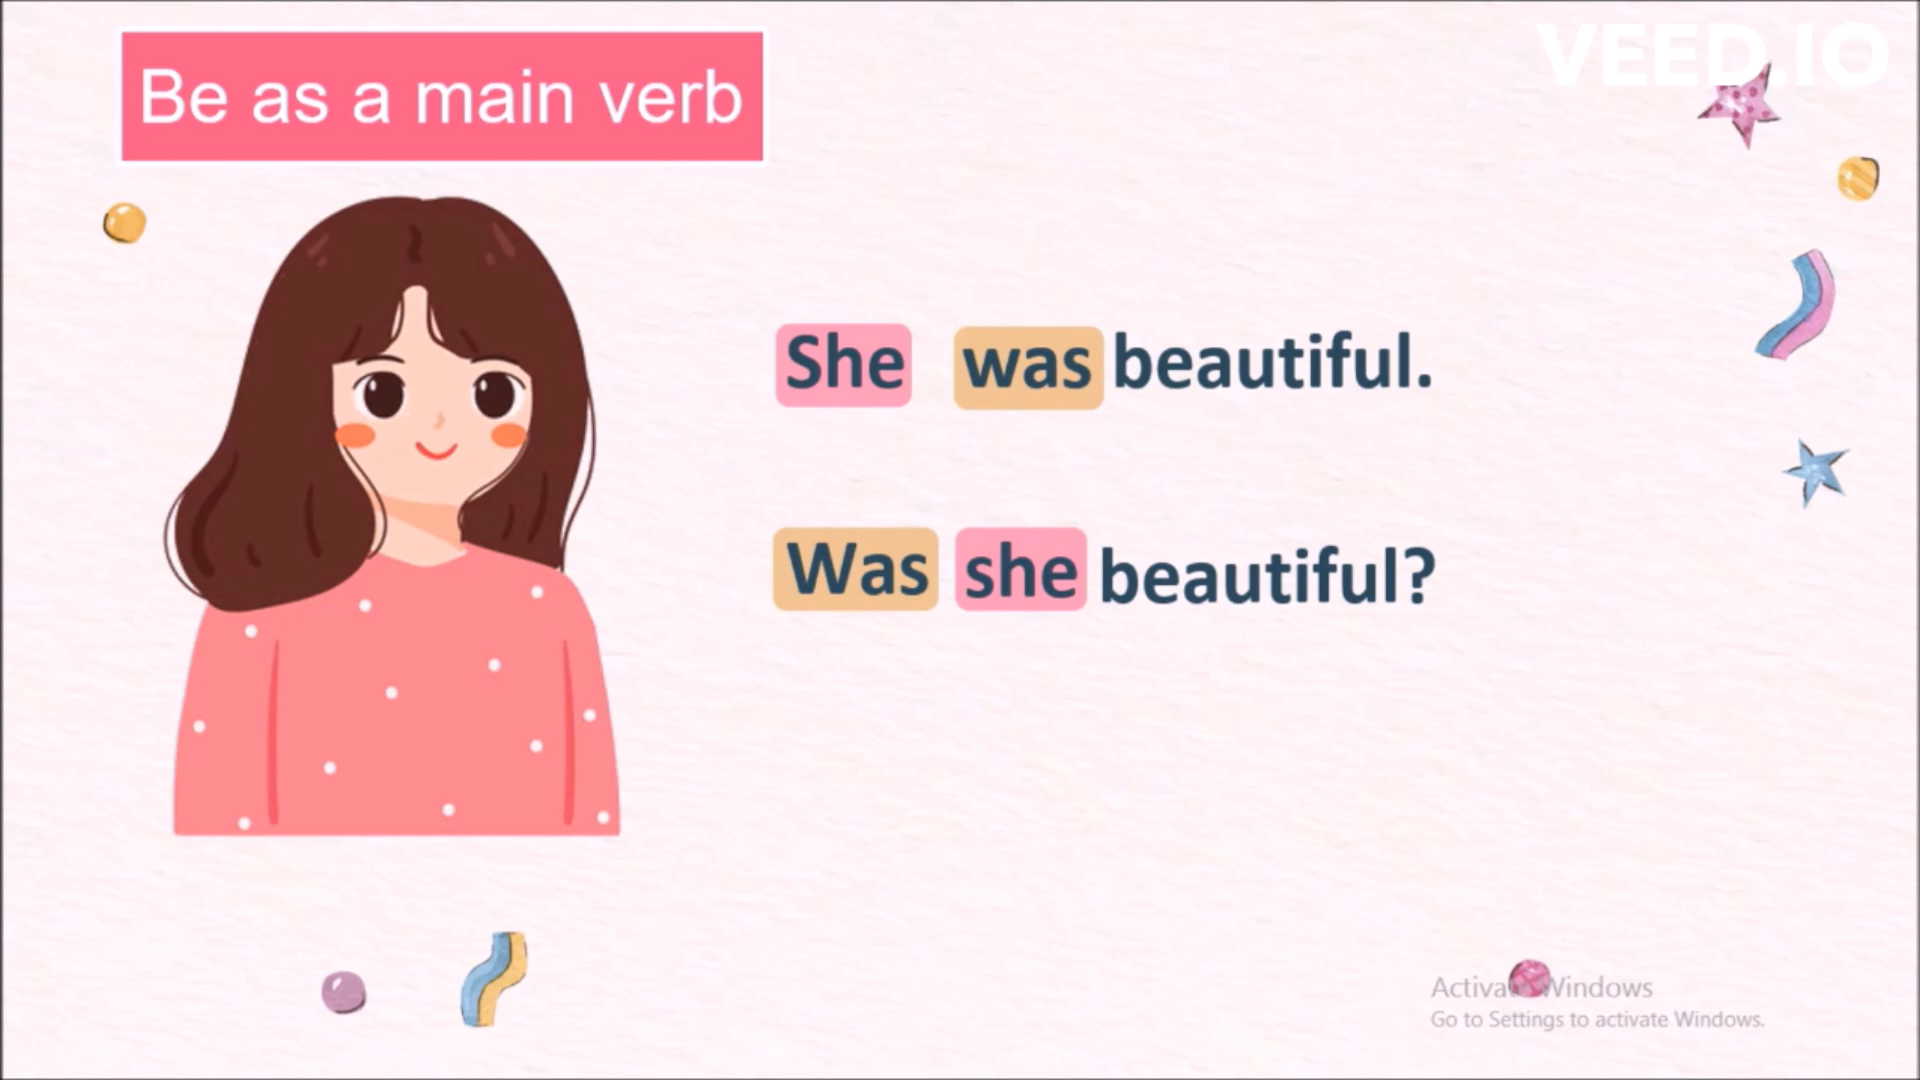 VEED.IO
Be as a main verb
She was beautiful.
Was she beautiful?
Activate Windows
Go to Settings to activate Windows.